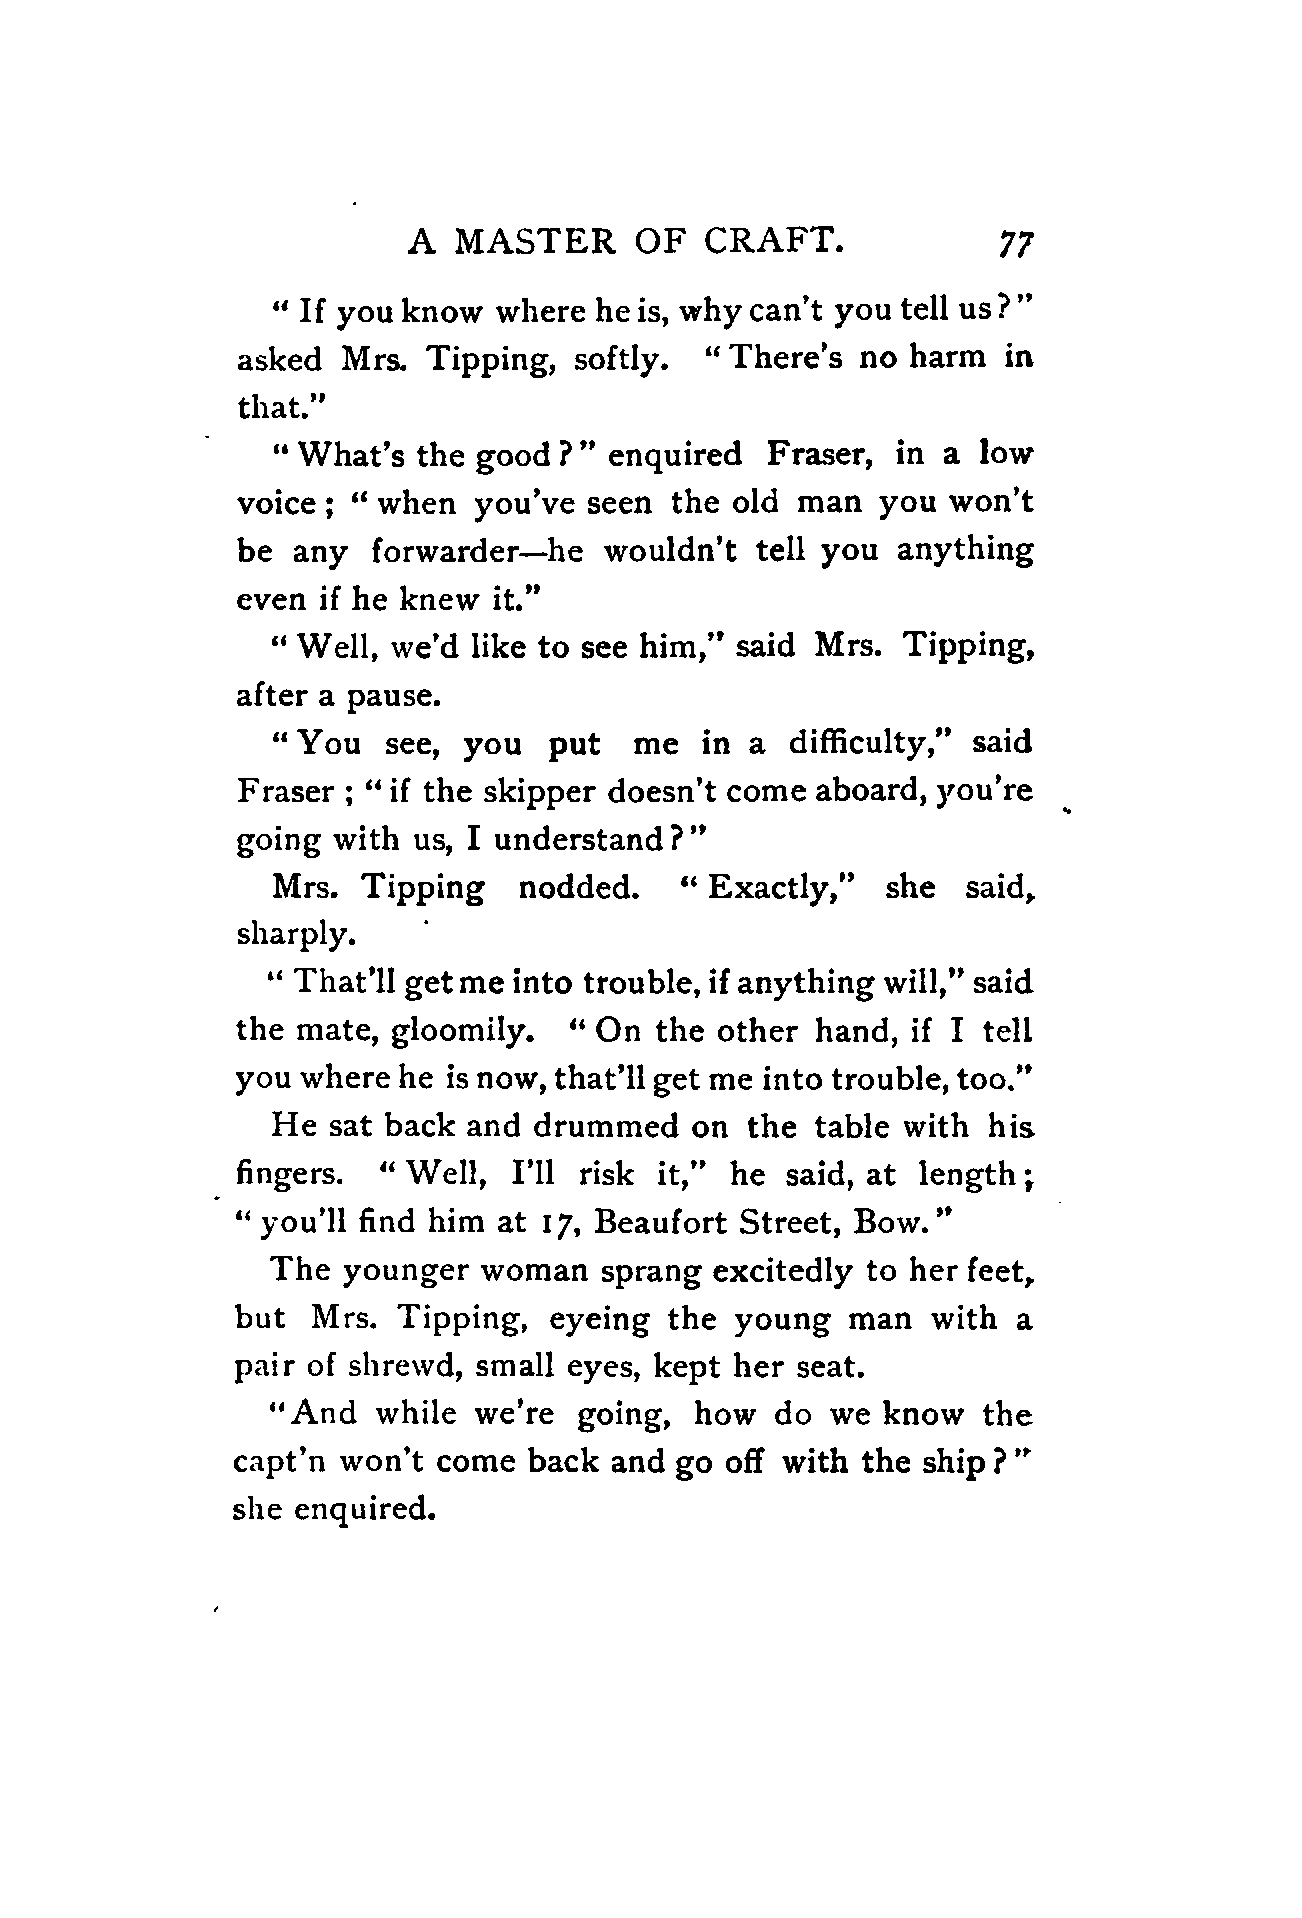 A MASTER OF CRAFT. 77
" If you know where he is, why can't you tell us?"
asked Mrs. Tipping, softly. "There's no harm in
that."
"What's the good?" enquired Fraser, in a low
voice; "when you've seen the old man you won't
be any forwarder—he wouldn't tell you anything
even if he knew it."
"Well, we'd like to see him," said Mrs. Tipping,
after a pause.
"You see, you put me in a difficulty," said
Fraser; "if the skipper doesn't come aboard, you're
going with us, I understand?"
Mrs. Tipping nodded. "Exactly," she said,
sharply.
"That'll get me into trouble, if anything will," said
the mate, gloomily. "On the other hand, if I tell
you where he is now, that'll get me into trouble, too."
He sat back and drummed on the table with his
fingers. "Well, I'll risk it," he said, at length;
"you'll find him at 17, Beaufort Street, Bow."
The younger woman sprang excitedly to her feet,
but Mrs. Tipping, eyeing the young man with a
pair of shrewd, small eyes, kept her seat.
"And while we're going, how do we know the
capt'n won't come back and go off with the ship?"
she enquired.